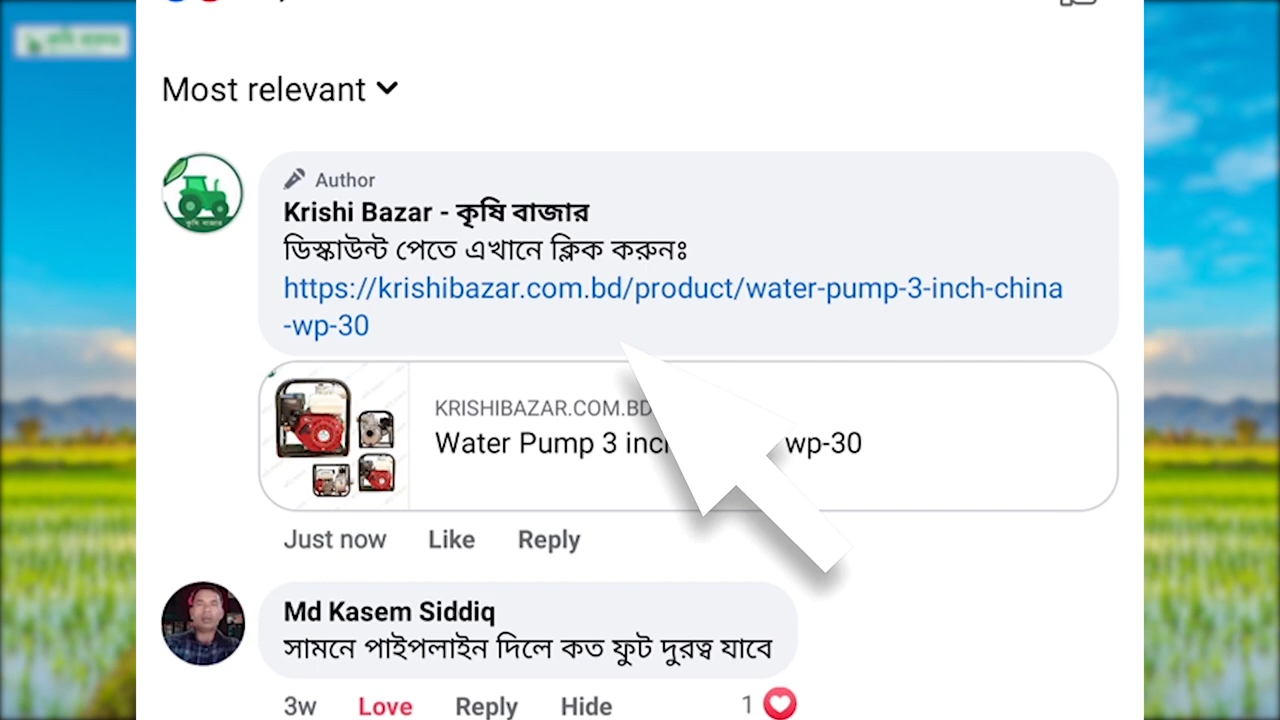 Most relevant
Author
Krishi Bazar - কৃষি বাজার
ডিস্কাউন্ট পেতে এখানে ক্লিক করুনঃ
https://krishibazar.com.bd/product/water-pump-3-inch-china
-wp-30
KRISHIBAZAR.COM.BD
Water Pump 3 inc wp-30
Just now Like Reply
Md Kasem Siddiq
সামনে পাইপলাইন দিলে কত ফুট দুরত্ব যাবে
3w Love Reply Hide 1